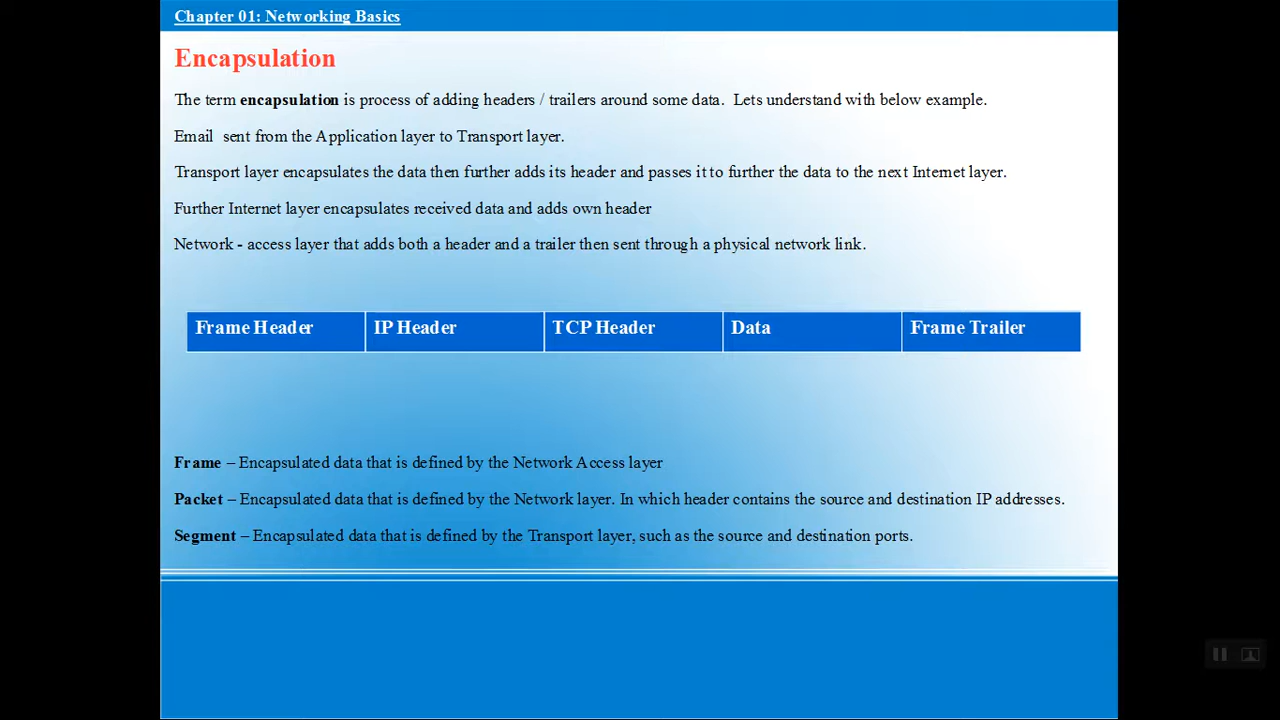 Chapter 01: Networking Basics
Encapsulation
The term encapsulation is process of adding headers / trailers around some data.  Lets understand with below example.
Email  sent from the Application layer to Transport layer.
Transport layer encapsulates the data then further adds its header and passes it to further the data to the next Internet layer.
Further Internet layer encapsulates received data and adds own header
Network - access layer that adds both a header and a trailer then sent through a physical network link.
Frame Header IP Header TCP Header Data Frame Trailer
Frame – Encapsulated data that is defined by the Network Access layer
Packet – Encapsulated data that is defined by the Network layer. In which header contains the source and destination IP addresses.
Segment – Encapsulated data that is defined by the Transport layer, such as the source and destination ports.